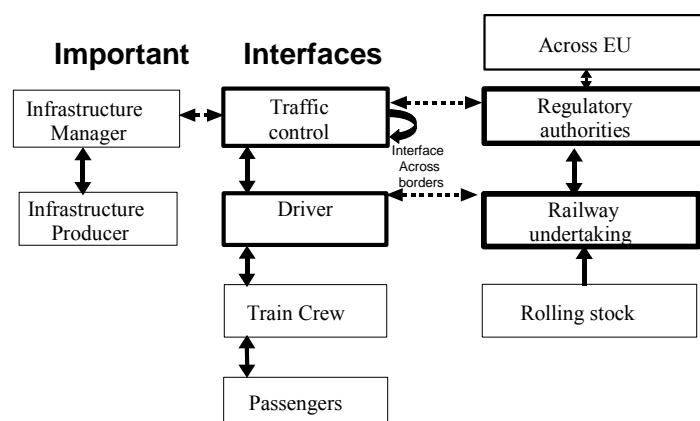 Important Interfaces
Across EU
Infrastructure
Manager
Traffic
control
Regulatory
authorities
Interface
Across
borders
Infrastructure
Producer
Driver
Railway
undertaking
Train Crew
Rolling stock
Passengers